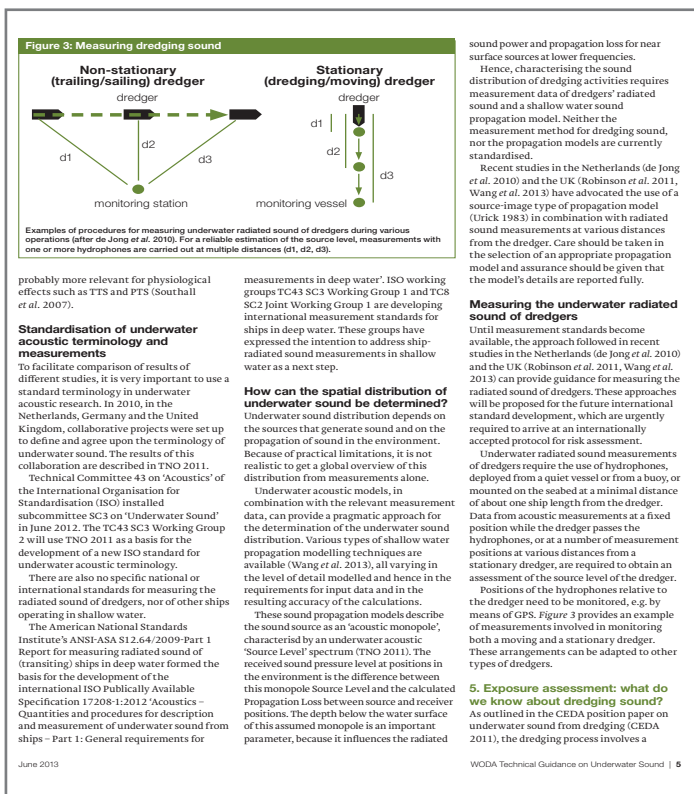 Figure 3: Measuring dredging sound
Non-stationary
(trailing/sailing) dredger
dredger
d1
d2
d3
monitoring station
Stationary
(dredging/moving) dredger
dredger
d1
d2
d3
monitoring vessel
Examples of procedures for measuring underwater radiated sound of dredgers during various
operations (after de Jong et al. 2010). For a reliable estimation of the source level, measurements with
one or more hydrophones are carried out at multiple distances (d1, d2, d3).
probably more relevant for physiological
effects such as TTS and PTS (Southall
et al. 2007).
Standardisation of underwater
acoustic terminology and
measurements
To facilitate comparison of results of
different studies, it is very important to use a
standard terminology in underwater
acoustic research. In 2010, in the
Netherlands, Germany and the United
Kingdom, collaborative projects were set up
to define and agree upon the terminology of
underwater sound. The results of this
collaboration are described in TNO 2011.
Technical Committee 43 on 'Acoustics' of
the International Organisation for
Standardisation (ISO) installed
subcommittee SC3 on 'Underwater Sound'
in June 2012. The TC43 SC3 Working Group
2 will use TNO 2011 as a basis for the
development of a new ISO standard for
underwater acoustic terminology.
There are also no specific national or
international standards for measuring the
radiated sound of dredgers, nor of other ships
operating in shallow water.
The American National Standards
Institute's ANSI-ASA S12.64/2009-Part 1
Report for measuring radiated sound of
(transiting) ships in deep water formed the
basis for the development of the
international ISO Publically Available
Specification 17208-1:2012 'Acoustics –
Quantities and procedures for description
and measurement of underwater sound from
ships – Part 1: General requirements for
measurements in deep water'. ISO working
groups TC43 SC3 Working Group 1 and TC8
SC2 Joint Working Group 1 are developing
international measurement standards for
ships in deep water. These groups have
expressed the intention to address ship-
radiated sound measurements in shallow
water as a next step.
How can the spatial distribution of
underwater sound be determined?
Underwater sound distribution depends on
the sources that generate sound and on the
propagation of sound in the environment.
Because of practical limitations, it is not
realistic to get a global overview of this
distribution from measurements alone.
Underwater acoustic models, in
combination with the relevant measurement
data, can provide a pragmatic approach for
the determination of the underwater sound
distribution. Various types of shallow water
propagation modelling techniques are
available (Wang et al. 2013), all varying in
the level of detail modelled and hence in the
requirements for input data and in the
resulting accuracy of the calculations.
These sound propagation models describe
the sound source as an 'acoustic monopole',
characterised by an underwater acoustic
'Source Level' spectrum (TNO 2011). The
received sound pressure level at positions in
the environment is the difference between
this monopole Source Level and the calculated
Propagation Loss between source and receiver
positions. The depth below the water surface
of this assumed monopole is an important
parameter, because it influences the radiated
sound power and propagation loss for near
surface sources at lower frequencies.
Hence, characterising the sound
distribution of dredging activities requires
measurement data of dredgers' radiated
sound and a shallow water sound
propagation model. Neither the
measurement method for dredging sound,
nor the propagation models are currently
standardised.
Recent studies in the Netherlands (de Jong
et al. 2010) and the UK (Robinson et al. 2011,
Wang et al. 2013) have advocated the use of a
source-image type of propagation model
(Urick 1983) in combination with radiated
sound measurements at various distances
from the dredger. Care should be taken in
the selection of an appropriate propagation
model and assurance should be given that
the model's details are reported fully.
Measuring the underwater radiated
sound of dredgers
Until measurement standards become
available, the approach followed in recent
studies in the Netherlands (de Jong et al. 2010)
and the UK (Robinson et al. 2011, Wang et al.
2013) can provide guidance for measuring the
radiated sound of dredgers. These approaches
will be proposed for the future international
standard development, which are urgently
required to arrive at an internationally
accepted protocol for risk assessment.
Underwater radiated sound measurements
of dredgers require the use of hydrophones,
deployed from a quiet vessel or from a buoy, or
mounted on the seabed at a minimal distance
of about one ship length from the dredger.
Data from acoustic measurements at a fixed
position while the dredger passes the
hydrophones, or at a number of measurement
positions at various distances from a
stationary dredger, are required to obtain an
assessment of the source level of the dredger.
Positions of the hydrophones relative to
the dredger need to be monitored, e.g. by
means of GPS. Figure 3 provides an example
of measurements involved in monitoring
both a moving and a stationary dredger.
These arrangements can be adapted to other
types of dredgers.
5. Exposure assessment: what do
we know about dredging sound?
As outlined in the CEDA position paper on
underwater sound from dredging (CEDA
2011), the dredging process involves a
June 2013
WODA Technical Guidance on Underwater Sound | 5